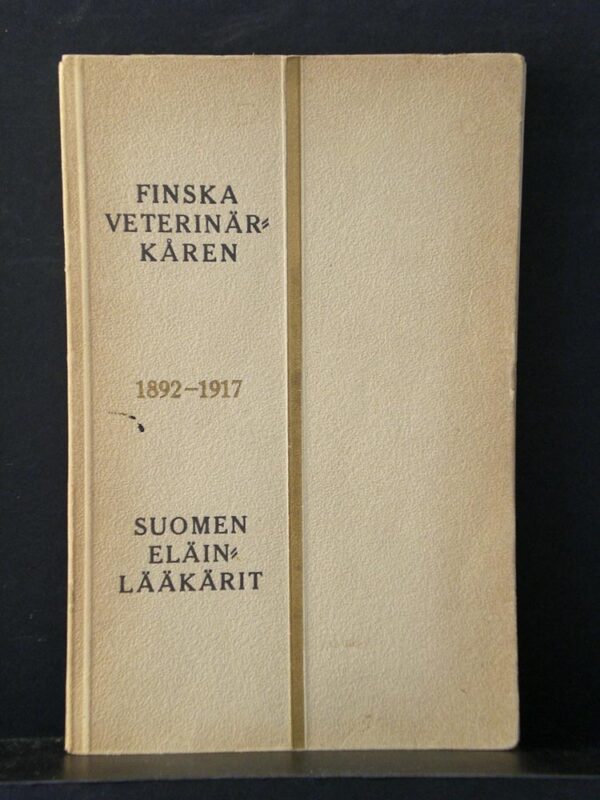 FINSKA
VETERINÄR=
KÅREN
1892–1917
SUOMEN
ELÄIN=
LÄÄKÄRIT